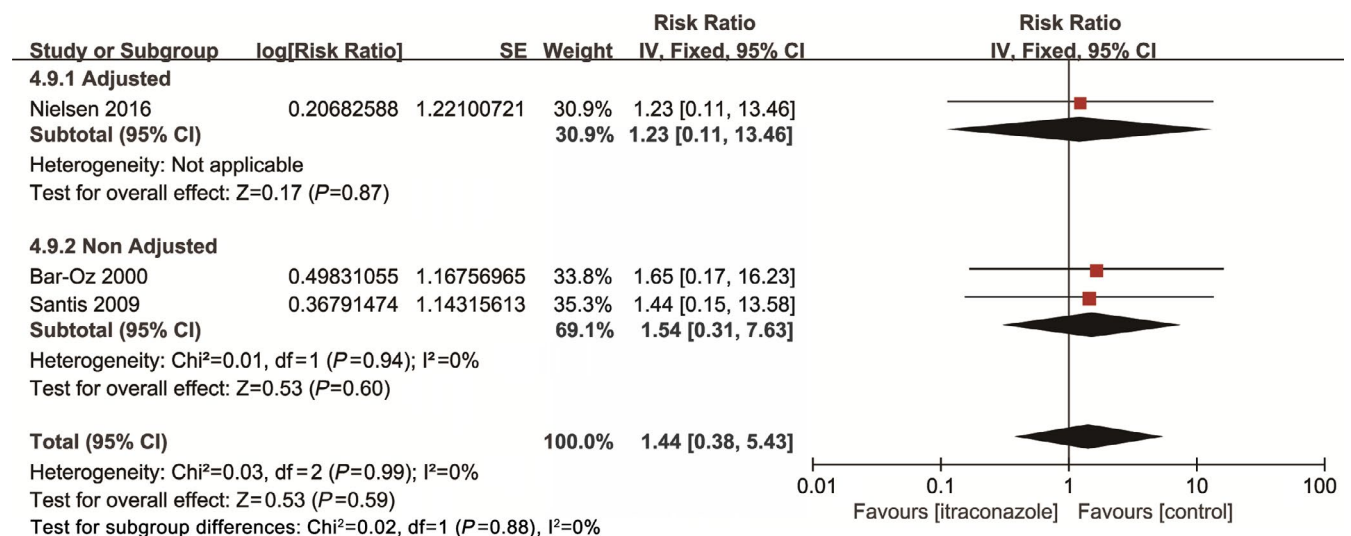 Risk Ratio Risk Ratio
Study or Subgroup log[Risk Ratio] SE Weight IV, Fixed, 95% CI IV, Fixed, 95% CI
4.9.1 Adjusted
Nielsen 2016 0.20682588 1.22100721 30.9% 1.23 [0.11, 13.46]
Subtotal (95% CI) 30.9% 1.23 [0.11, 13.46]
Heterogeneity: Not applicable
Test for overall effect: Z=0.17 (P=0.87)
4.9.2 Non Adjusted
Bar-Oz 2000 0.49831055 1.16756965 33.8% 1.65 [0.17, 16.23]
Santis 2009 0.36791474 1.14315613 35.3% 1.44 [0.15, 13.58]
Subtotal (95% CI) 69.1% 1.54 [0.31, 7.63]
Heterogeneity: Chi²=0.01, df=1 (P=0.94); I²=0%
Test for overall effect: Z=0.53 (P=0.60)
Total (95% CI) 100.0% 1.44 [0.38, 5.43]
Heterogeneity: Chi²=0.03, df=2 (P=0.99); I²=0%
Test for overall effect: Z=0.53 (P=0.59)
Test for subgroup differences: Chi²=0.02, df=1 (P=0.88), I²=0%
0.01 0.1 1 10 100
Favours [itraconazole] Favours [control]